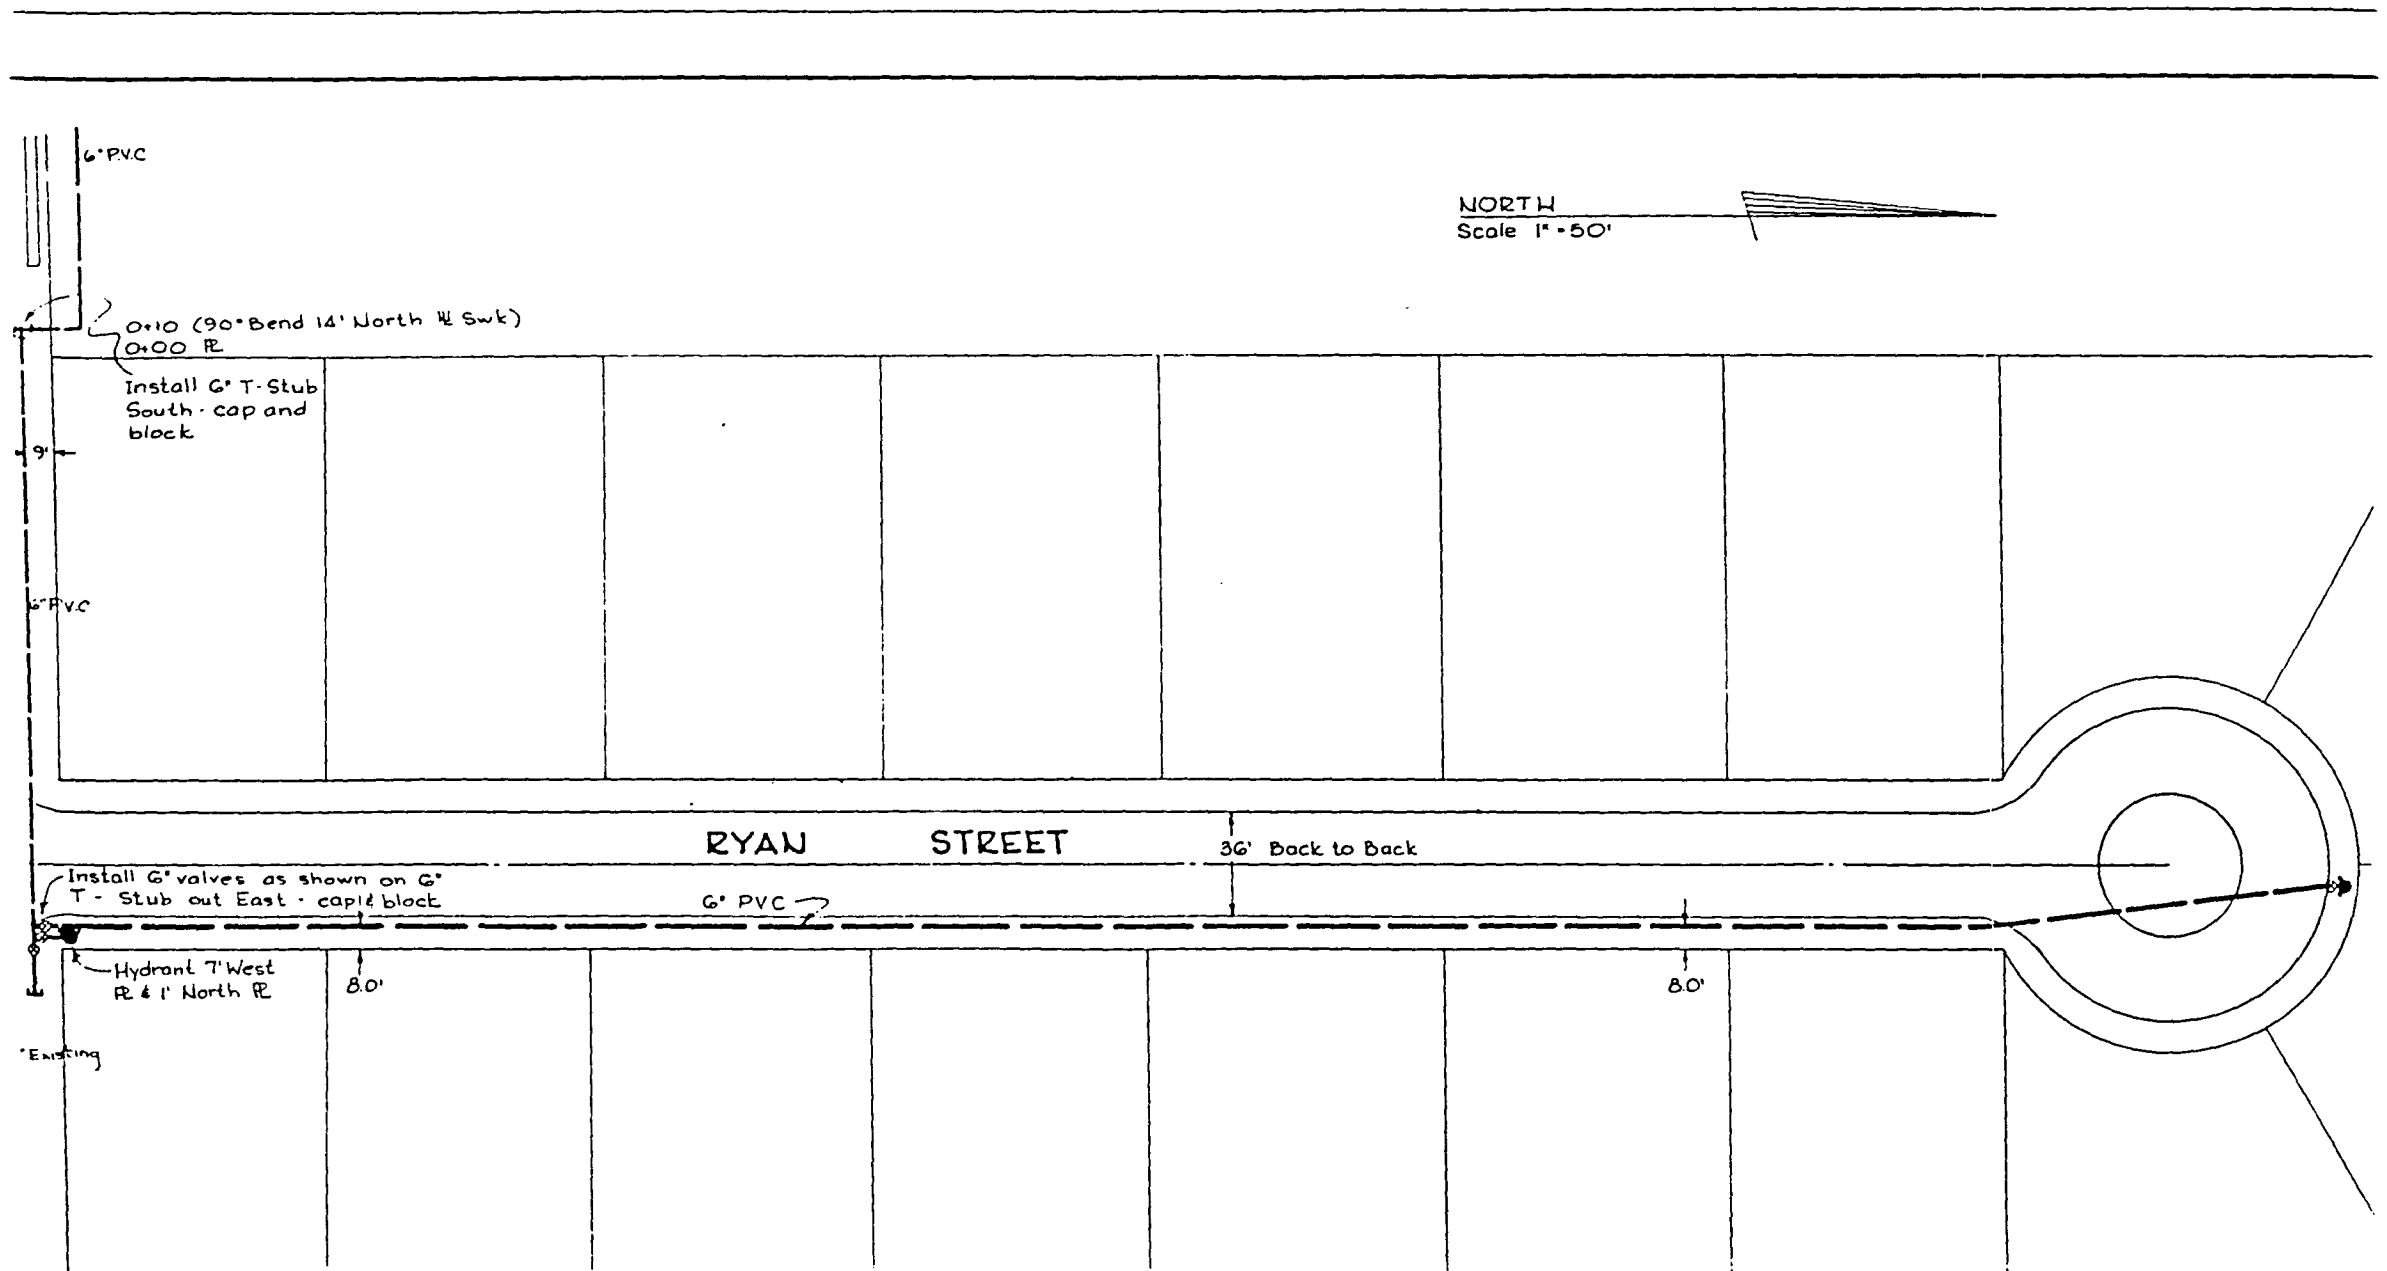 6" P.V.C
NORTH
Scale 1" = 50'
0+10 (90° Bend 14' North ℄ Swk)
0+00 ⅊
Install 6" T-Stub
South - cap and
block
9'
6" P.V.C
RYAN STREET
36' Back to Back
Install 6" valves as shown on 6"
T - Stub out East - cap & block
6" PVC
Hydrant 7' West
⅊ & 1' North ⅊
8.0'
8.0'
"Existing